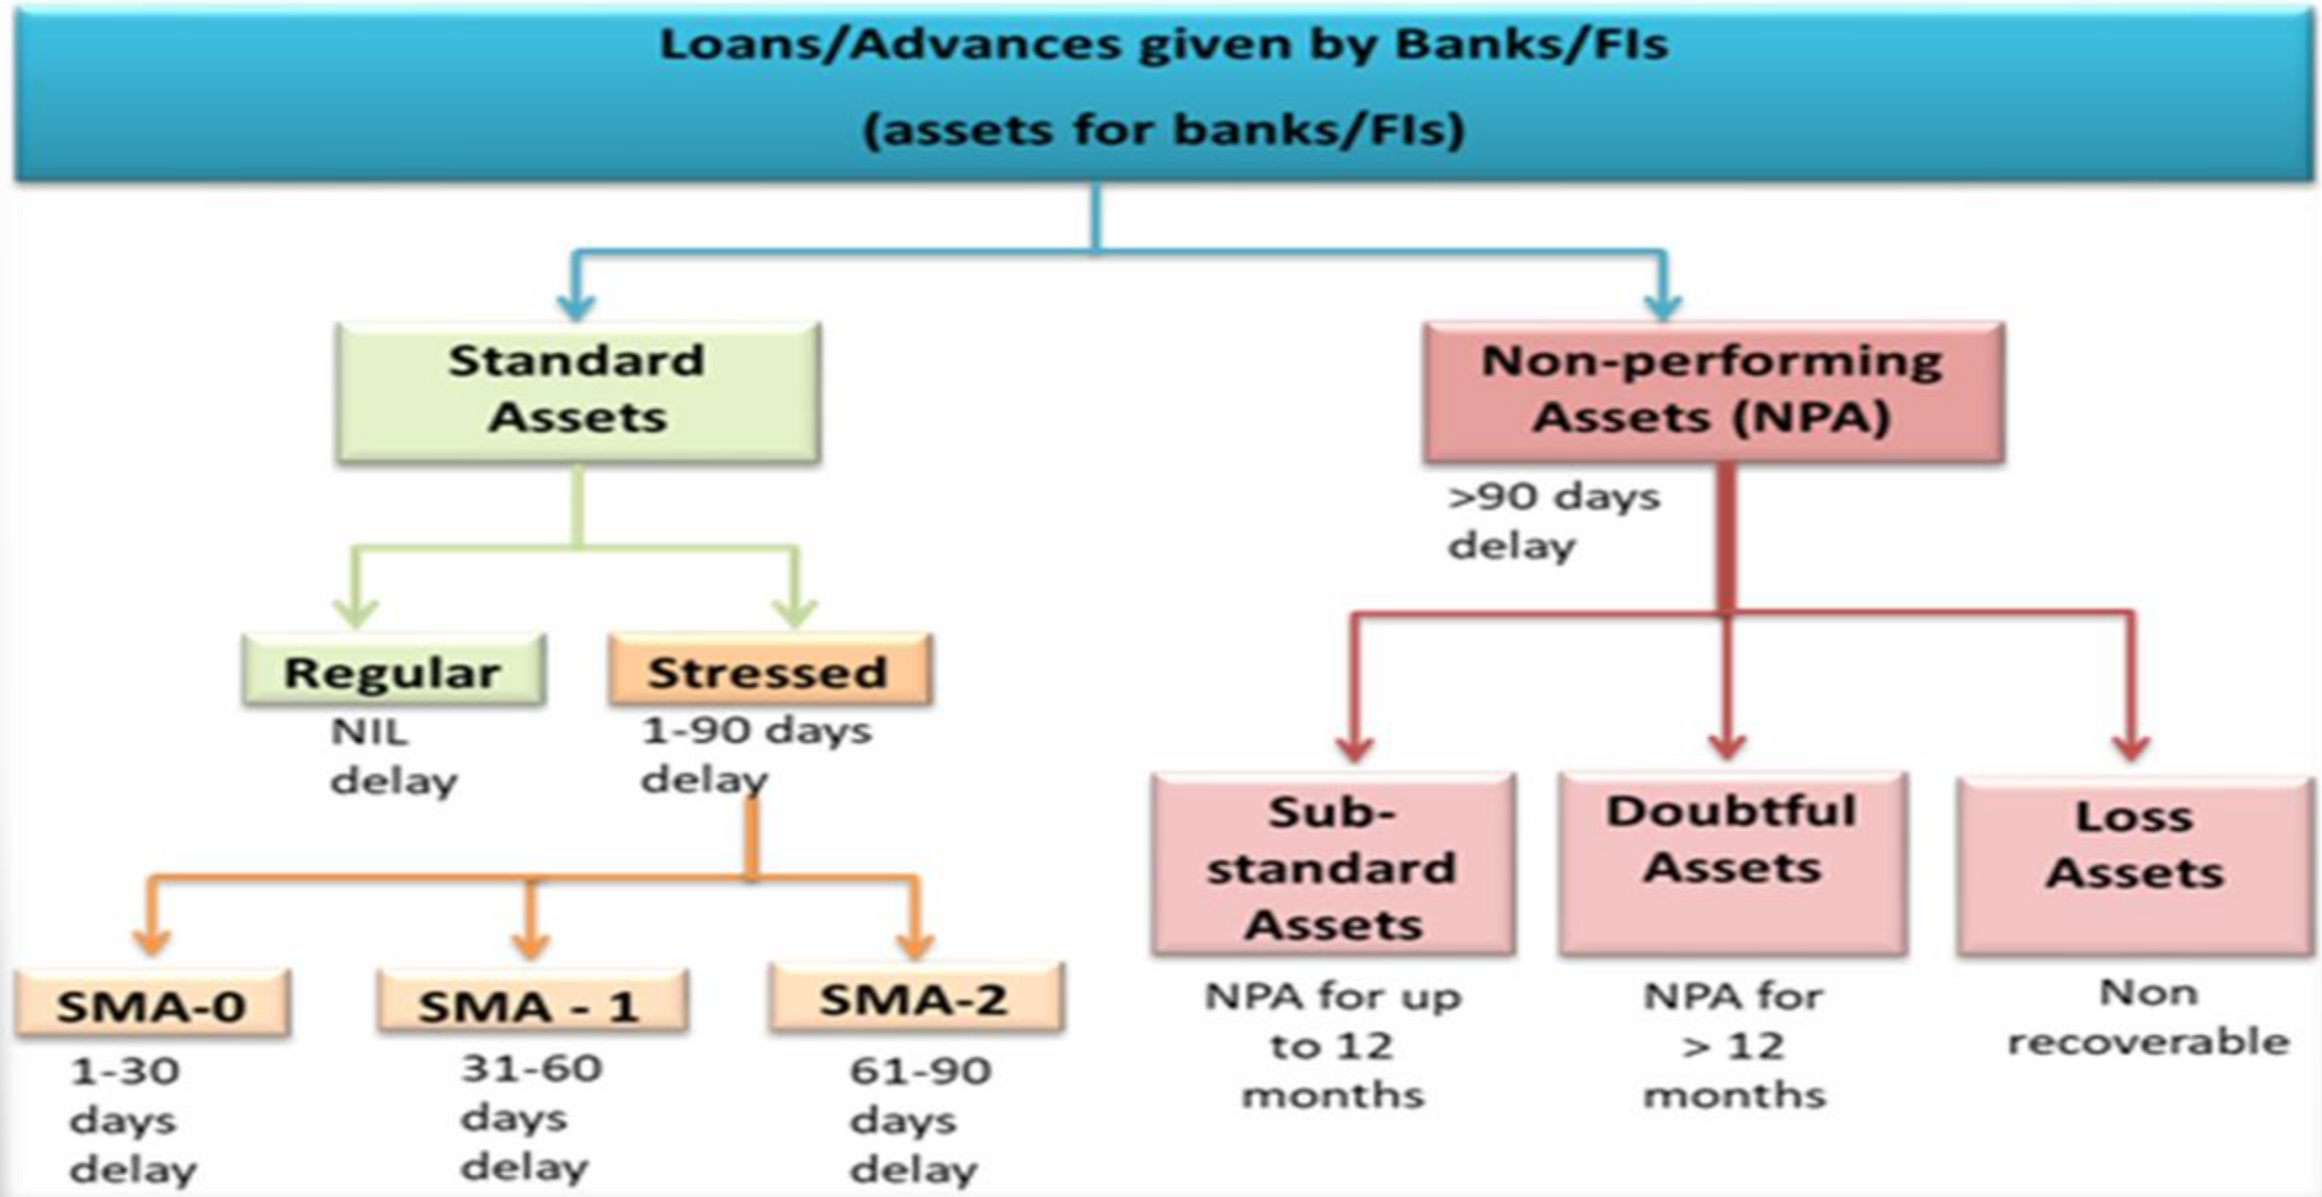 Loans/Advances given by Banks/FIs
(assets for banks/FIs)
Standard
Assets
Non-performing
Assets (NPA)
>90 days
delay
Regular
NIL
delay
Stressed
1-90 days
delay
SMA-0
1-30
days
delay
SMA - 1
31-60
days
delay
SMA-2
61-90
days
delay
Sub-
standard
Assets
NPA for up
to 12
months
Doubtful
Assets
NPA for
> 12
months
Loss
Assets
Non
recoverable